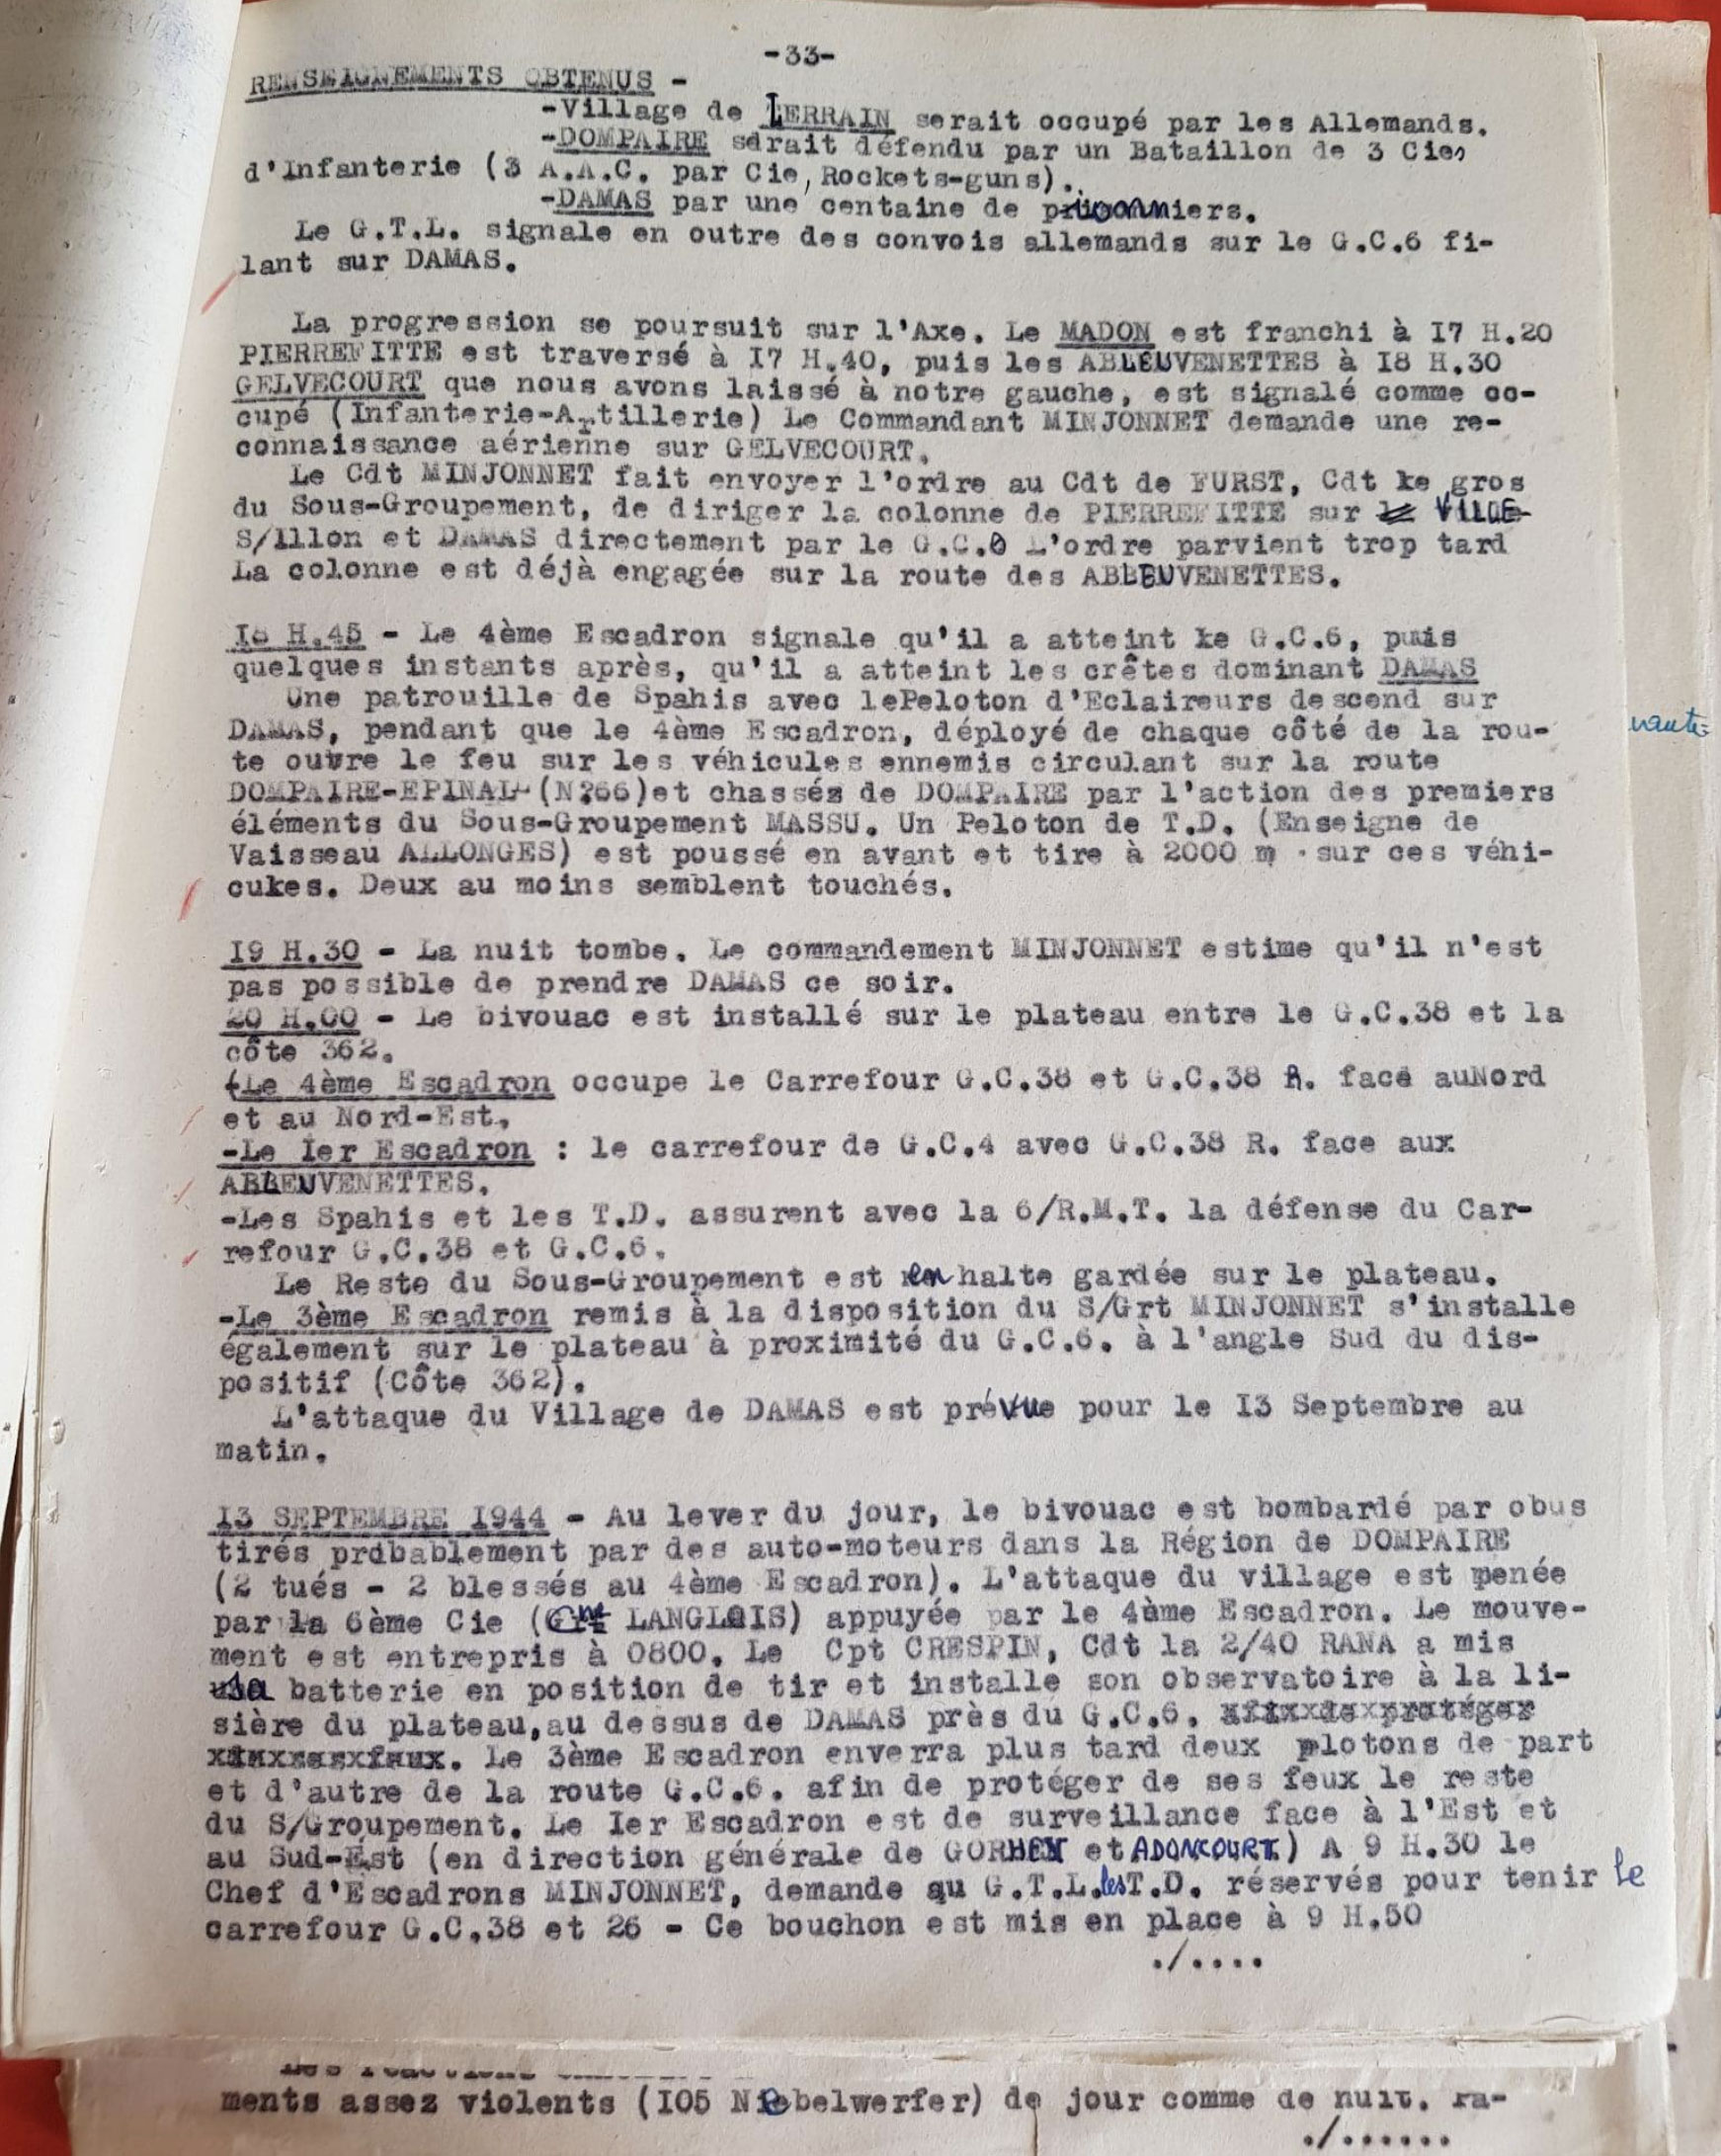 -33-
RENSEIGNEMENTS OBTENUS -
-Village de LERRAIN serait occupé par les Allemands.
-DOMPAIRE sdrait défendu par un Bataillon de 3 Cies
d'Infanterie (3 A.A.C. par Cie, Rockets-guns).
-DAMAS par une centaine de prisonniers.
Le G.T.L. signale en outre des convois allemands sur le G.C.6 fi-
lant sur DAMAS.
La progression se poursuit sur l'Axe. Le MADON est franchi à I7 H.20
PIERREFITTE est traversé à I7 H.40, puis les ABLEUVENETTES à I8 H.30
GELVECOURT que nous avons laissé à notre gauche, est signalé comme oc-
cupé (Infanterie-Artillerie) Le Commandant MINJONNET demande une re-
connaissance aérienne sur GELVECOURT.
Le Cdt MINJONNET fait envoyer l'ordre au Cdt de FURST, Cdt ke gros
du Sous-Groupement, de diriger la colonne de PIERREFITTE sur VILLE-
S/Illon et DAMAS directement par le G.C.0 L'ordre parvient trop tard
La colonne est déjà engagée sur la route des ABLEUVENETTES.
I8 H.45 - Le 4ème Escadron signale qu'il a atteint ke G.C.6, puis
quelques instants après, qu'il a atteint les crêtes dominant DAMAS
Une patrouille de Spahis avec lePeloton d'Eclaireurs descend sur
DAMAS, pendant que le 4ème Escadron, déployé de chaque côté de la rou-
te ouvre le feu sur les véhicules ennemis circulant sur la route
DOMPAIRE-EPINAL (N?66)et chassés de DOMPAIRE par l'action des premiers
éléments du Sous-Groupement MASSU. Un Peloton de T.D. (Enseigne de
Vaisseau ALLONGES) est poussé en avant et tire à 2000 m . sur ces véhi-
cukes. Deux au moins semblent touchés.
vante-
I9 H.30 - La nuit tombe. Le commandement MINJONNET estime qu'il n'est
pas possible de prendre DAMAS ce soir.
20 H.00 - Le bivouac est installé sur le plateau entre le G.C.38 et la
côte 362.
(Le 4ème Escadron occupe le Carrefour G.C.38 et G.C.38 R. face auNord
et au Nord-Est.
-Le Ier Escadron : le carrefour de G.C.4 avec G.C.38 R. face aux
ABLEUVENETTES.
-Les Spahis et les T.D. assurent avec la 6/R.M.T. la défense du Car-
refour G.C.38 et G.C.6.
Le Reste du Sous-Groupement est en halte gardée sur le plateau.
-Le 3ème Escadron remis à la disposition du S/Grt MINJONNET s'installe
également sur le plateau à proximité du G.C.6. à l'angle Sud du dis-
positif (Côte 362).
L'attaque du Village de DAMAS est prévue pour le I3 Septembre au
matin.
I3 SEPTEMBRE I944 - Au lever du jour, le bivouac est bombardé par obus
tirés probablement par des auto-moteurs dans la Région de DOMPAIRE
(2 tués - 2 blessés au 4ème Escadron). L'attaque du village est menée
par la 6ème Cie (Cne LANGLOIS) appuyée par le 4ème Escadron. Le mouve-
ment est entrepris à 0800. Le Cpt CRESPIN, Cdt la 2/40 RANA a mis
sa batterie en position de tir et installe son observatoire à la li-
sière du plateau,au dessus de DAMAS près du G.C.6. afin de protéger
. Le 3ème Escadron enverra plus tard deux plotons de part
et d'autre de la route G.C.6. afin de protéger de ses feux le reste
du S/Groupement. Le Ier Escadron est de surveillance face à l'Est et
au Sud-Est (en direction générale de GORHEY et ADONCOURT) A 9 H.30 le
Chef d'Escadrons MINJONNET, demande au G.T.L. les T.D. réservés pour tenir le
carrefour G.C.38 et 26 - Ce bouchon est mis en place à 9 H.50
./....
ments assez violents (I05 Niebelwerfer) de jour comme de nuit. Pa-
./......